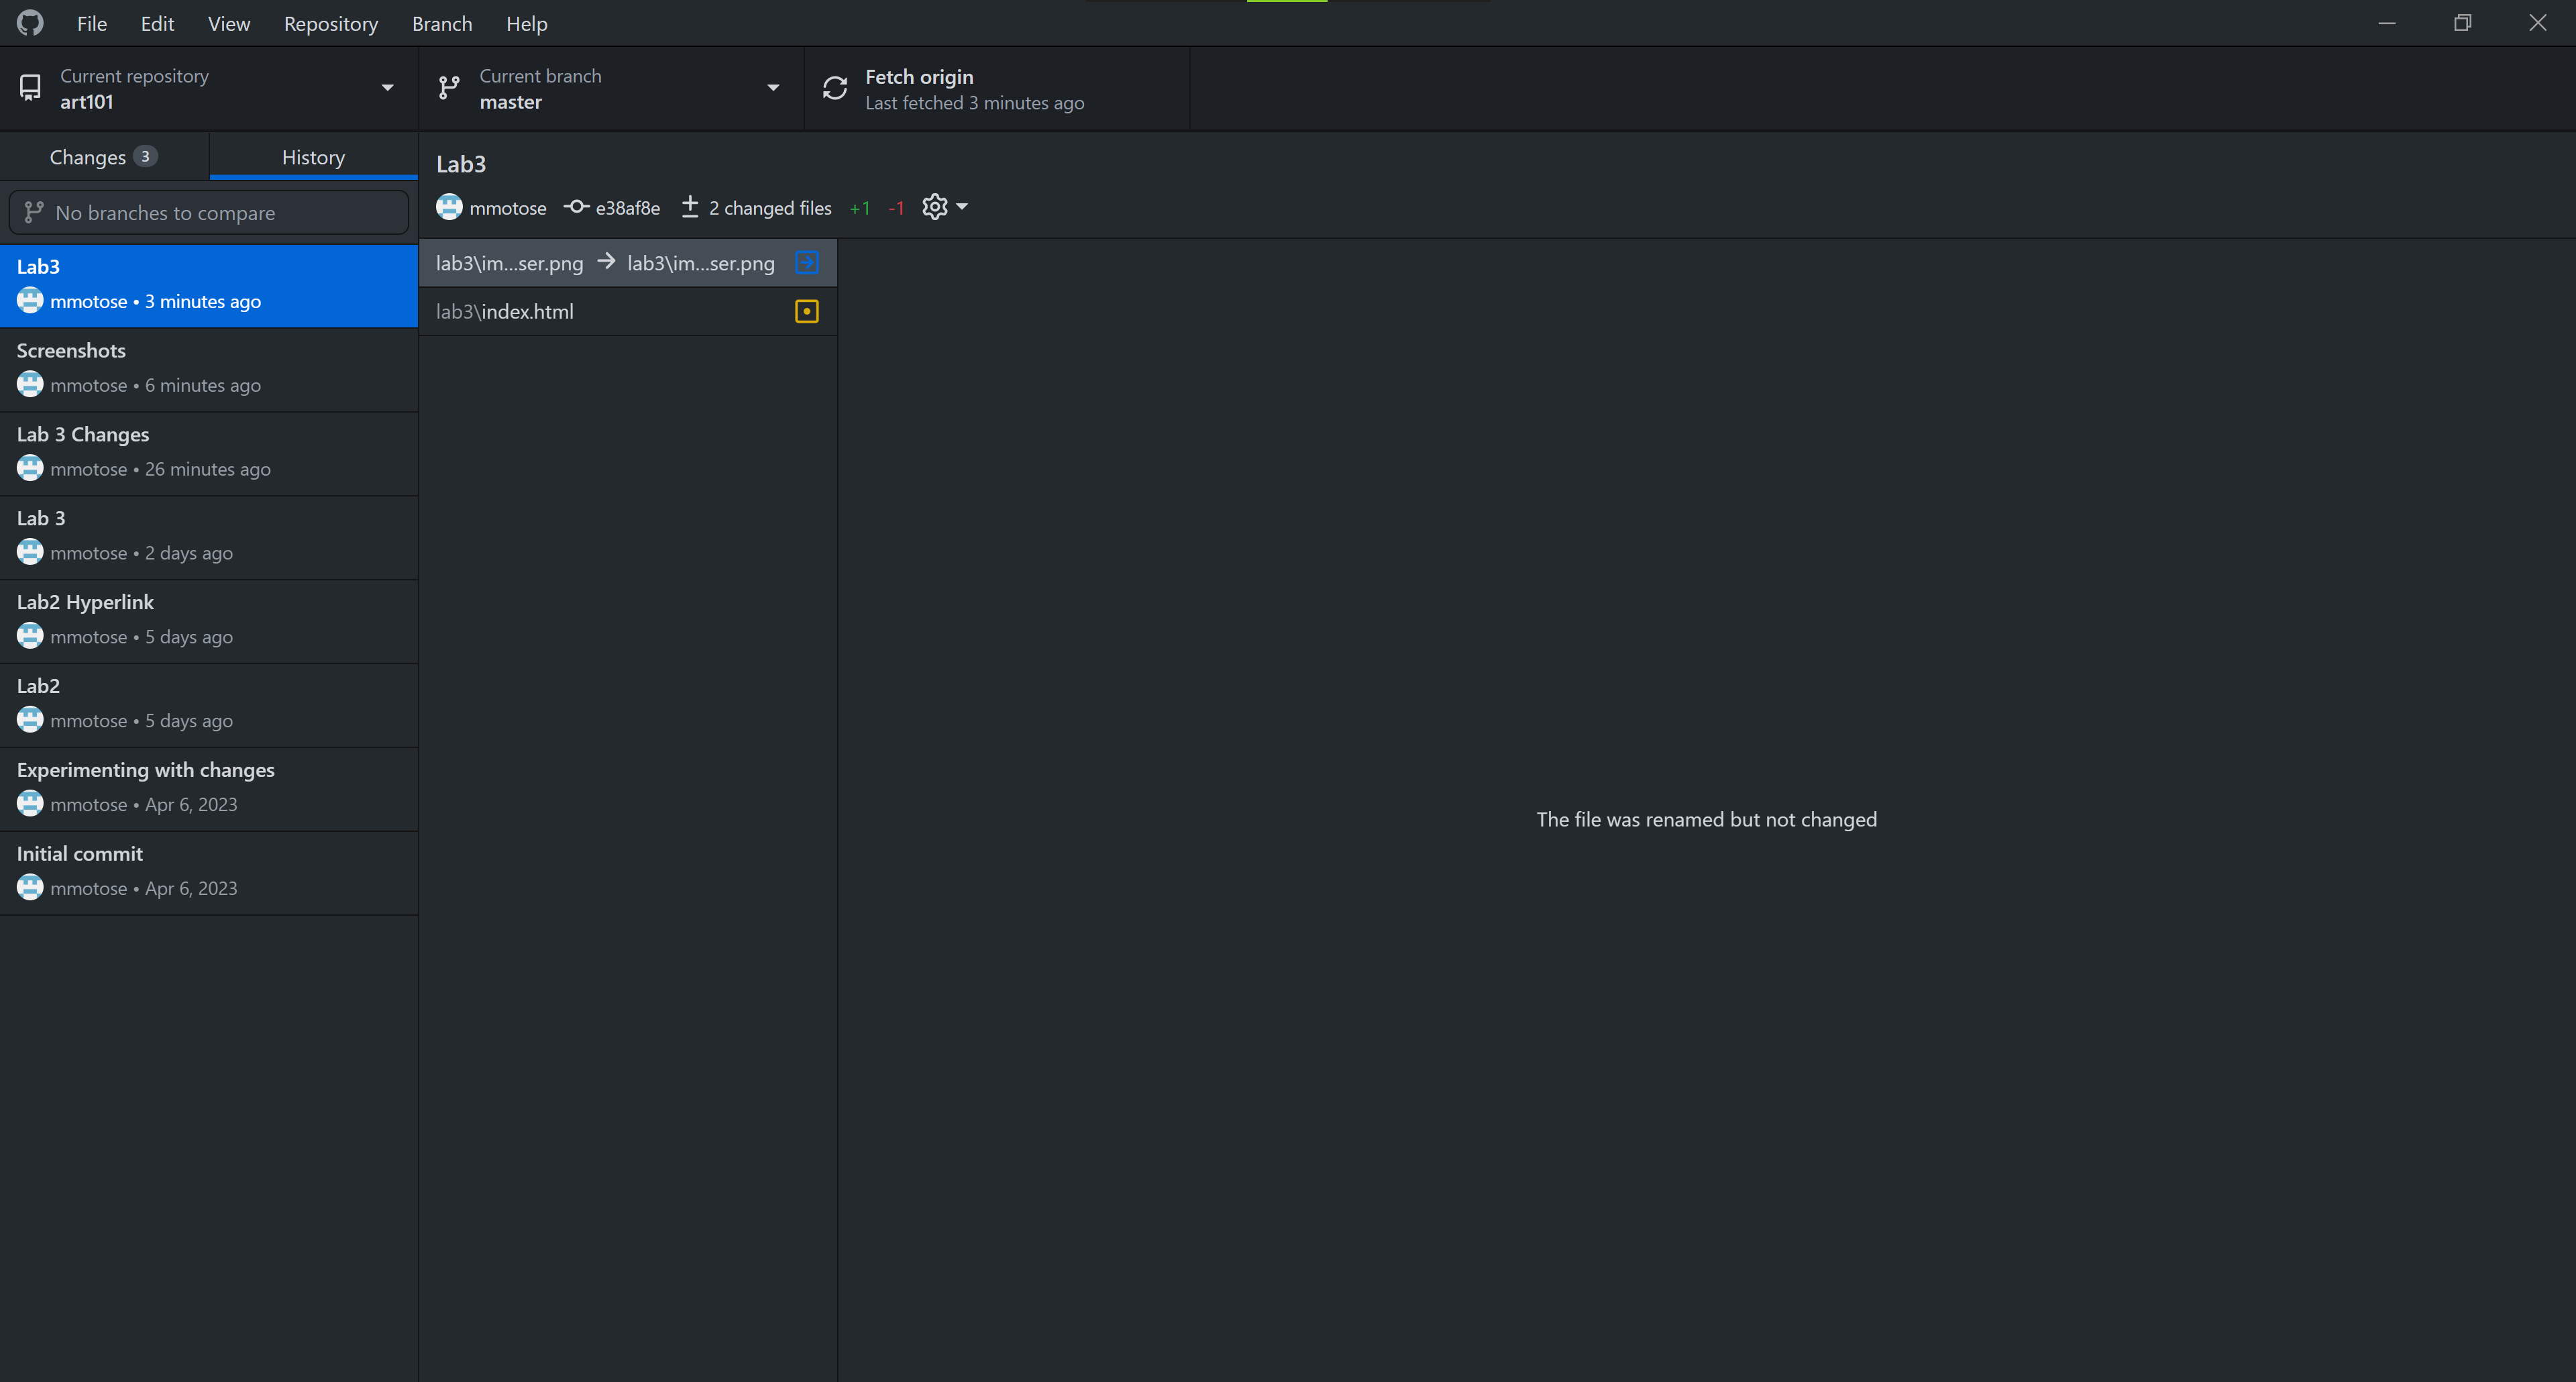 File Edit View Repository Branch Help
Current repository
art101
Current branch
master
Fetch origin
Last fetched 3 minutes ago
Changes 3
History
No branches to compare
Lab3
mmotose • 3 minutes ago
Screenshots
mmotose • 6 minutes ago
Lab 3 Changes
mmotose • 26 minutes ago
Lab 3
mmotose • 2 days ago
Lab2 Hyperlink
mmotose • 5 days ago
Lab2
mmotose • 5 days ago
Experimenting with changes
mmotose • Apr 6, 2023
Initial commit
mmotose • Apr 6, 2023
Lab3
mmotose e38af8e 2 changed files +1 -1
lab3\im...ser.png → lab3\im...ser.png
lab3\index.html
The file was renamed but not changed